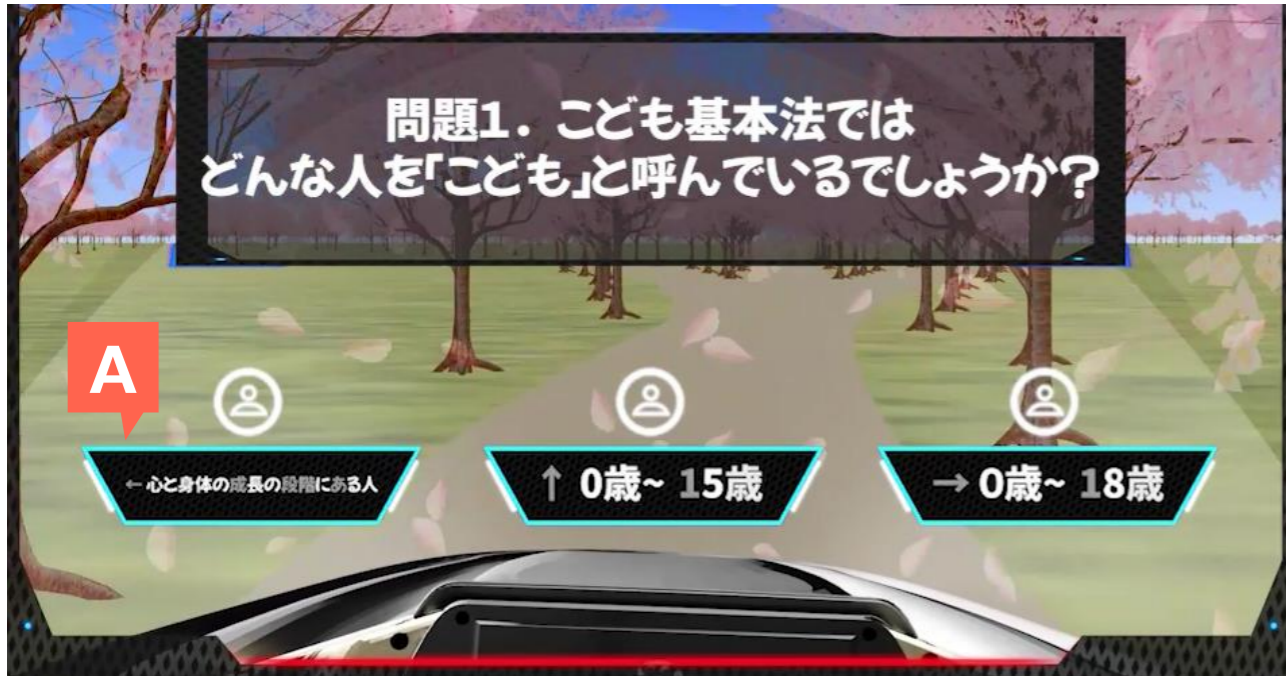 問題1. こども基本法では
どんな人を「こども」と呼んでいるでしょうか?
A
←心と身体の成長の段階にある人
↑ 0歳~ 15歳
→ 0歳~ 18歳